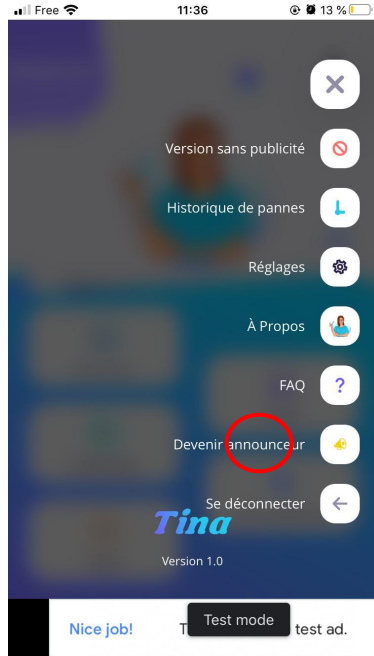 Free 11:36 13 %
Version sans publicité
Historique de pannes
Réglages
À Propos
FAQ
?
Devenir announceur
Se déconnecter
Tina
Version 1.0
Nice job! T Test mode test ad.